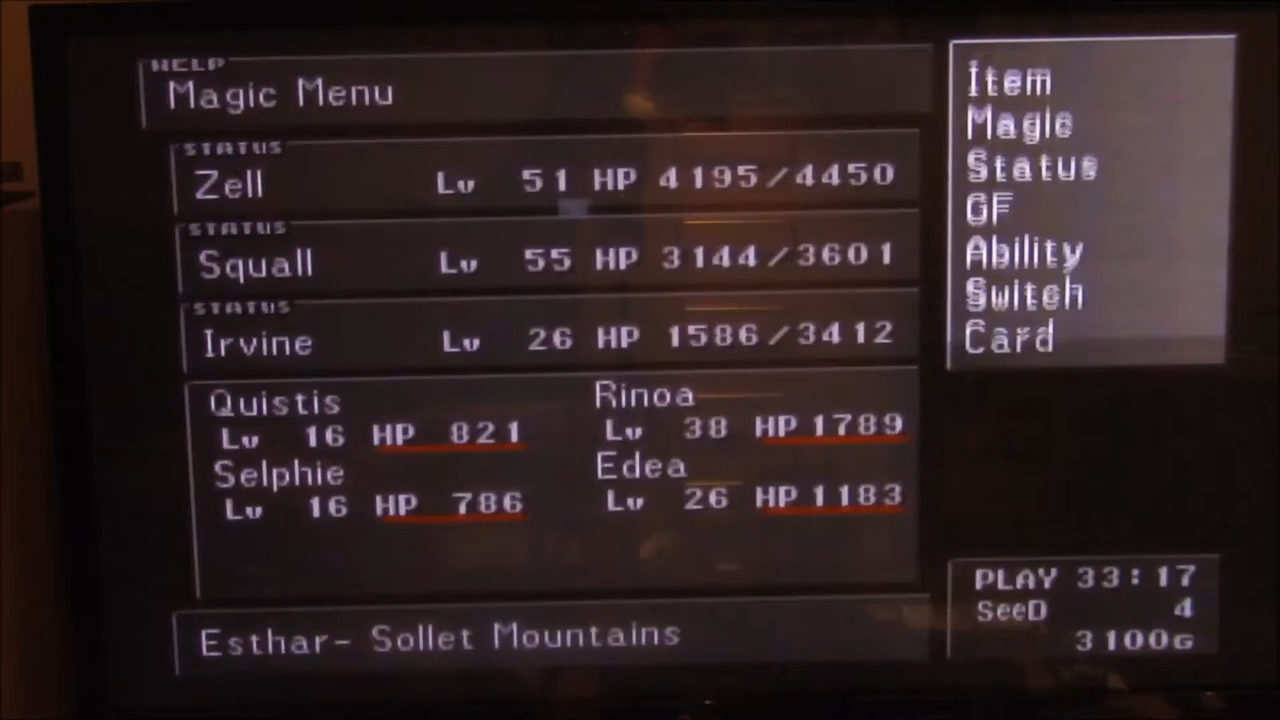 HELP
Magic Menu
STATUS
Zell Lv 51 HP 4195/4450
STATUS
Squall Lv 55 HP 3144/3601
STATUS
Irvine Lv 26 HP 1586/3412
Quistis
Lv 16 HP 821
Selphie
Lv 16 HP 786
Rinoa
Lv 38 HP 1789
Edea
Lv 26 HP 1183
Esthar- Sollet Mountains
Item
Magic
Status
GF
Ability
Switch
Card
PLAY 33:17
SeeD 4
3100G